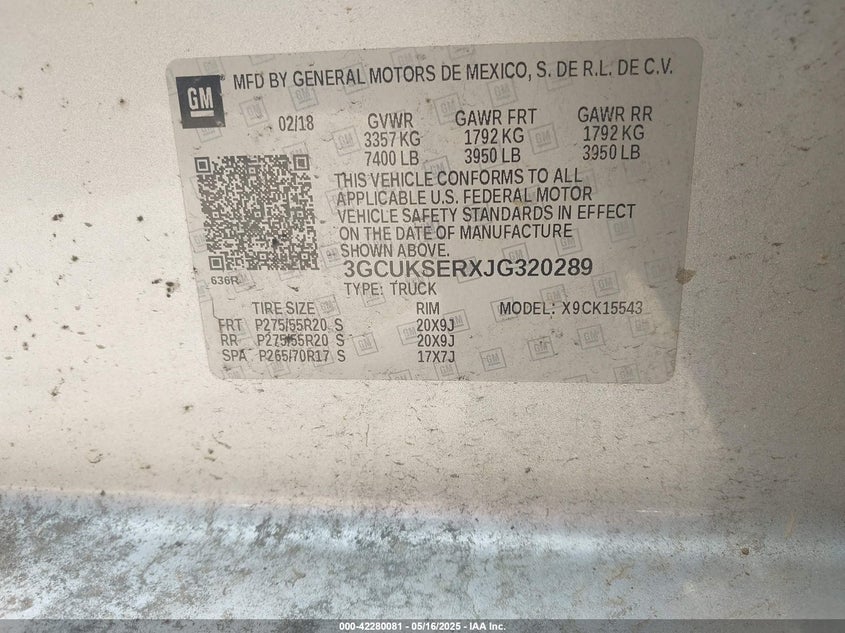 GM
MFD BY GENERAL MOTORS DE MEXICO, S. DE R.L. DE C.V.
02/18 GVWR GAWR FRT GAWR RR
3357 KG 1792 KG 1792 KG
7400 LB 3950 LB 3950 LB
THIS VEHICLE CONFORMS TO ALL
APPLICABLE U.S. FEDERAL MOTOR
VEHICLE SAFETY STANDARDS IN EFFECT
ON THE DATE OF MANUFACTURE
SHOWN ABOVE.
636R 3GCUKSERXJG320289
TYPE: TRUCK
TIRE SIZE RIM MODEL: X9CK15543
FRT P275/55R20 S 20X9J
RR P275/55R20 S 20X9J
SPA P265/70R17 S 17X7J
000-42280081 - 05/16/2025 - IAA Inc.